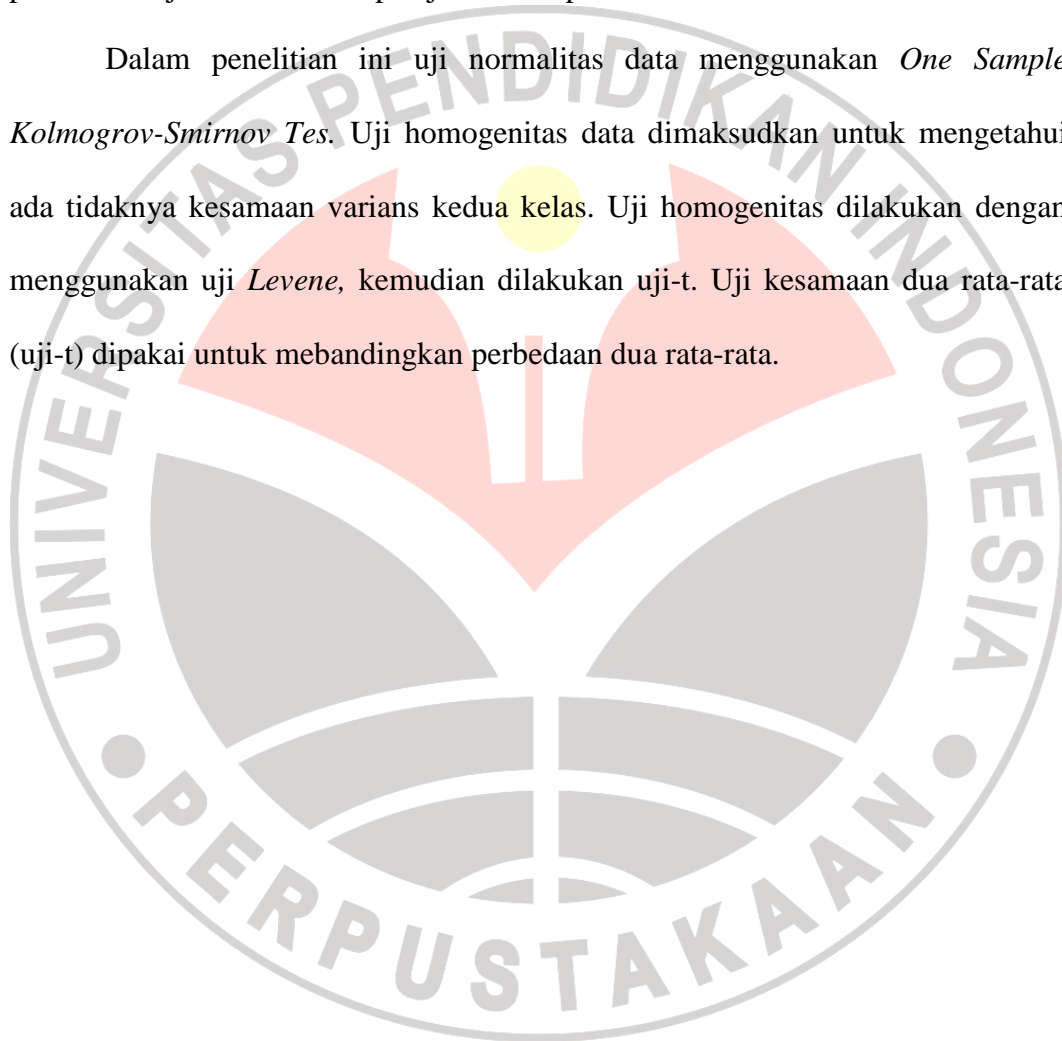 Dalam penelitian ini uji normalitas data menggunakan One Sample
Kolmogrov-Smirnov Tes. Uji homogenitas data dimaksudkan untuk mengetahui
ada tidaknya kesamaan varians kedua kelas. Uji homogenitas dilakukan dengan
menggunakan uji Levene, kemudian dilakukan uji-t. Uji kesamaan dua rata-rata
(uji-t) dipakai untuk mebandingkan perbedaan dua rata-rata.
UNIVERSITAS PENDIDIKAN INDONESIA
PERPUSTAKAAN